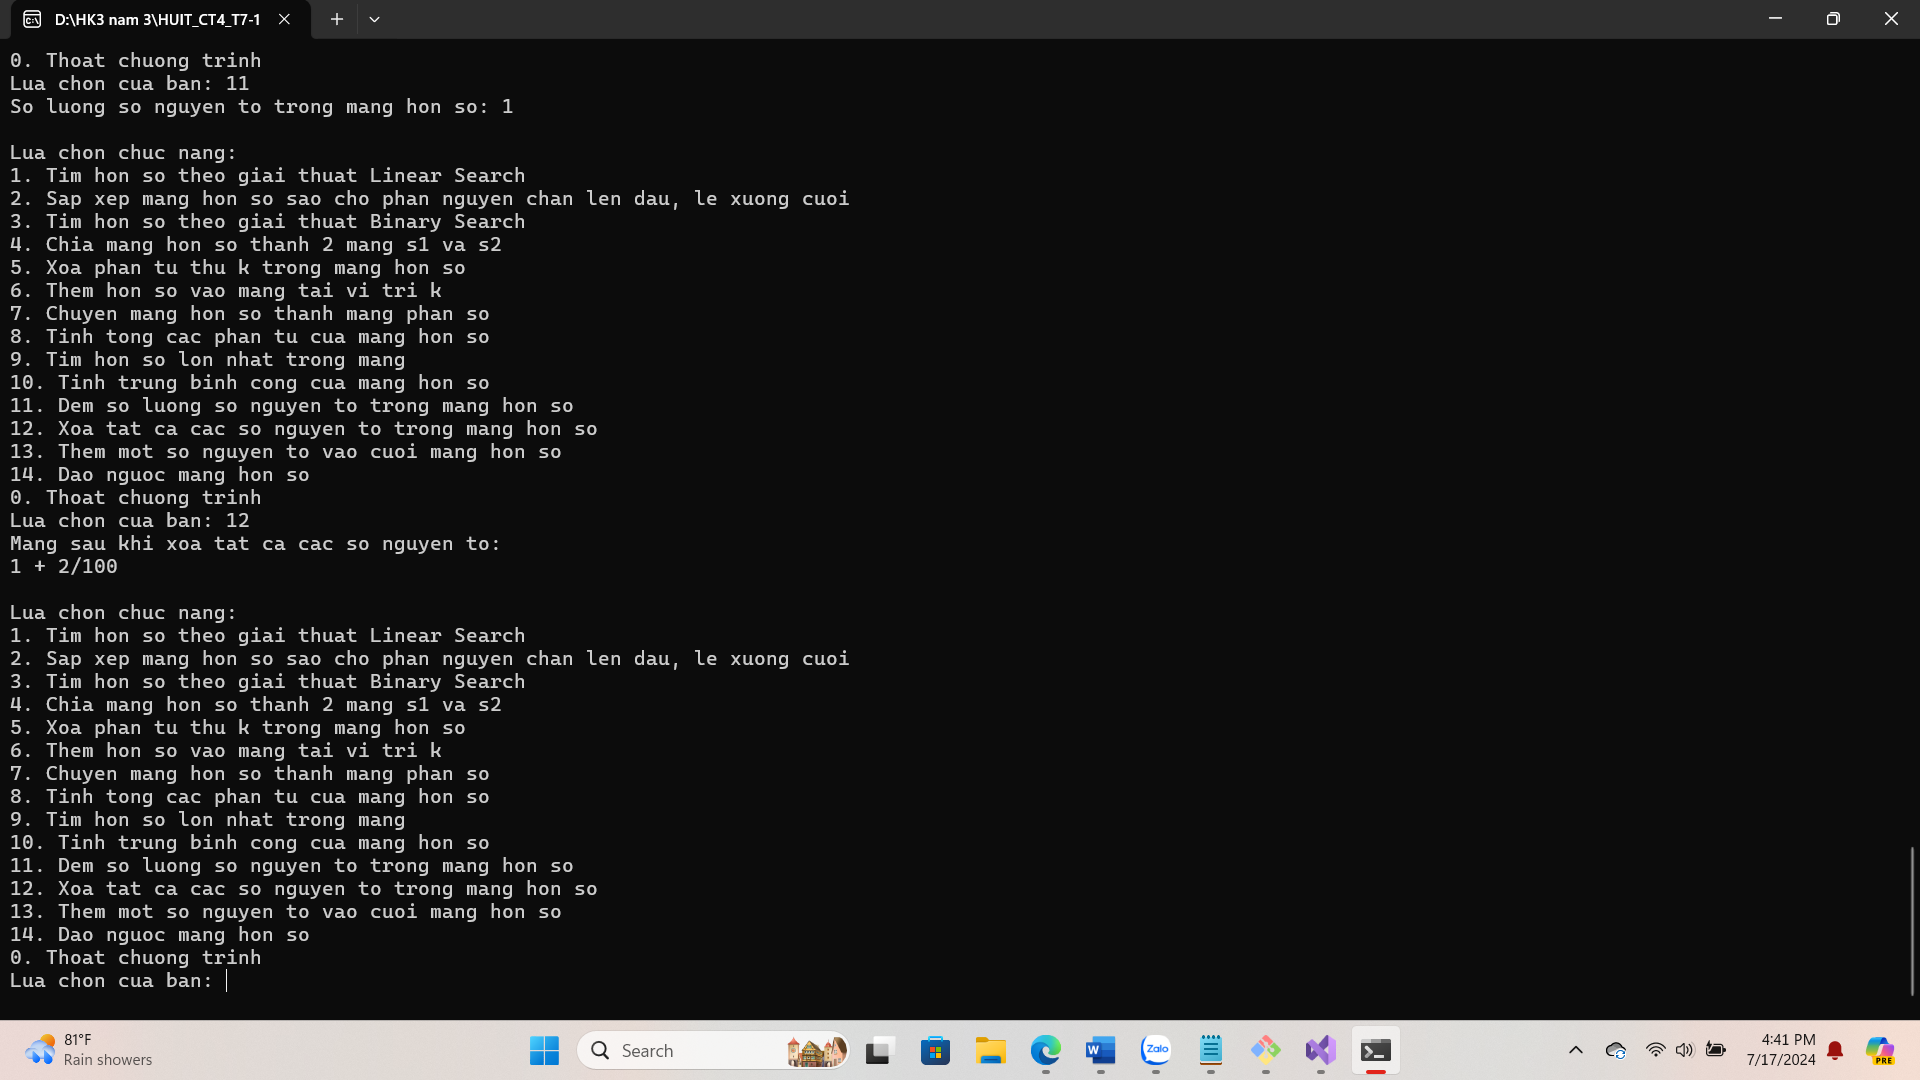 D:\HK3 nam 3\HUIT_CT4_T7-1
0. Thoat chuong trinh
Lua chon cua ban: 11
So luong so nguyen to trong mang hon so: 1
Lua chon chuc nang:
1. Tim hon so theo giai thuat Linear Search
2. Sap xep mang hon so sao cho phan nguyen chan len dau, le xuong cuoi
3. Tim hon so theo giai thuat Binary Search
4. Chia mang hon so thanh 2 mang s1 va s2
5. Xoa phan tu thu k trong mang hon so
6. Them hon so vao mang tai vi tri k
7. Chuyen mang hon so thanh mang phan so
8. Tinh tong cac phan tu cua mang hon so
9. Tim hon so lon nhat trong mang
10. Tinh trung binh cong cua mang hon so
11. Dem so luong so nguyen to trong mang hon so
12. Xoa tat ca cac so nguyen to trong mang hon so
13. Them mot so nguyen to vao cuoi mang hon so
14. Dao nguoc mang hon so
0. Thoat chuong trinh
Lua chon cua ban: 12
Mang sau khi xoa tat ca cac so nguyen to:
1 + 2/100
Lua chon chuc nang:
1. Tim hon so theo giai thuat Linear Search
2. Sap xep mang hon so sao cho phan nguyen chan len dau, le xuong cuoi
3. Tim hon so theo giai thuat Binary Search
4. Chia mang hon so thanh 2 mang s1 va s2
5. Xoa phan tu thu k trong mang hon so
6. Them hon so vao mang tai vi tri k
7. Chuyen mang hon so thanh mang phan so
8. Tinh tong cac phan tu cua mang hon so
9. Tim hon so lon nhat trong mang
10. Tinh trung binh cong cua mang hon so
11. Dem so luong so nguyen to trong mang hon so
12. Xoa tat ca cac so nguyen to trong mang hon so
13. Them mot so nguyen to vao cuoi mang hon so
14. Dao nguoc mang hon so
0. Thoat chuong trinh
Lua chon cua ban:
81°F
Rain showers
Search
Zalo
4:41 PM
7/17/2024
PRE